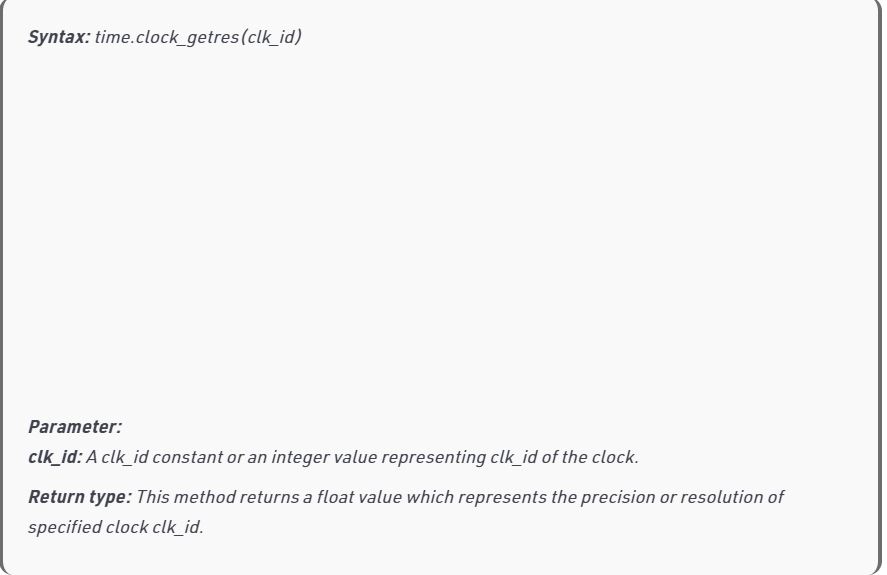 Syntax: time.clock_getres(clk_id)
Parameter:
clk_id: A clk_id constant or an integer value representing clk_id of the clock.
Return type: This method returns a float value which represents the precision or resolution of
specified clock clk_id.